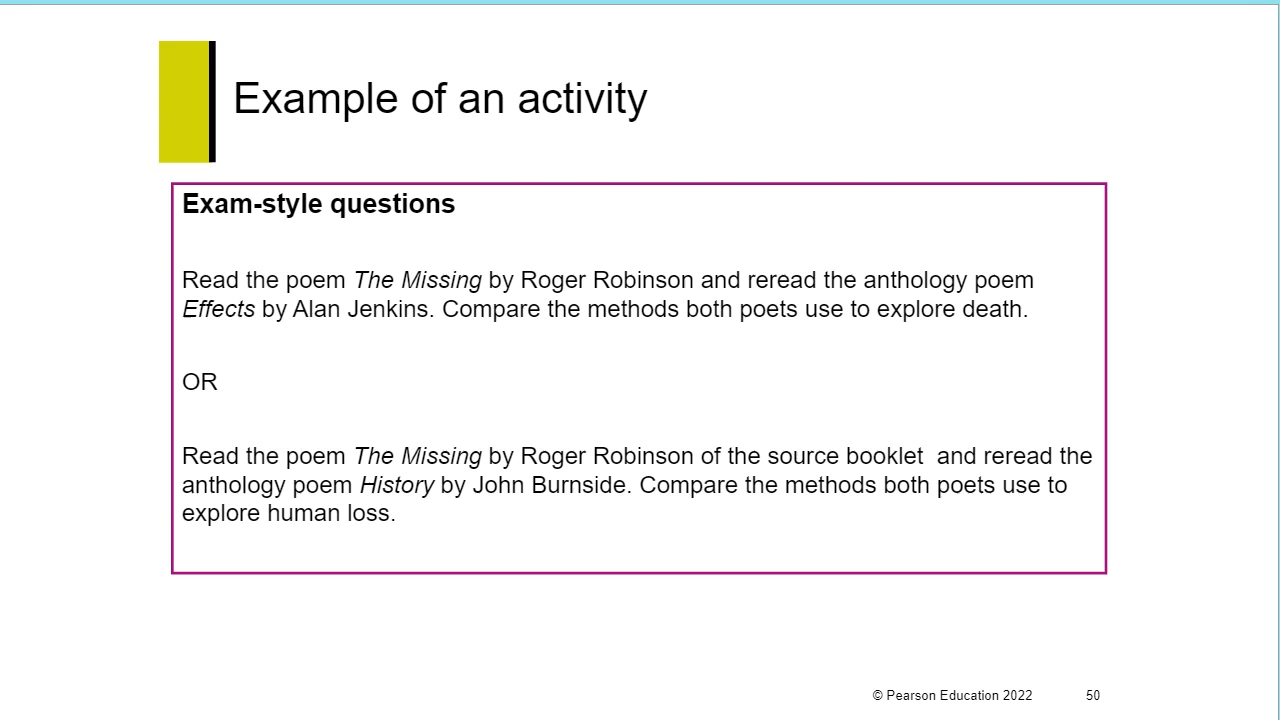 Example of an activity
Exam-style questions
Read the poem The Missing by Roger Robinson and reread the anthology poem
Effects by Alan Jenkins. Compare the methods both poets use to explore death.
OR
Read the poem The Missing by Roger Robinson of the source booklet  and reread the
anthology poem History by John Burnside. Compare the methods both poets use to
explore human loss.
© Pearson Education 2022 50